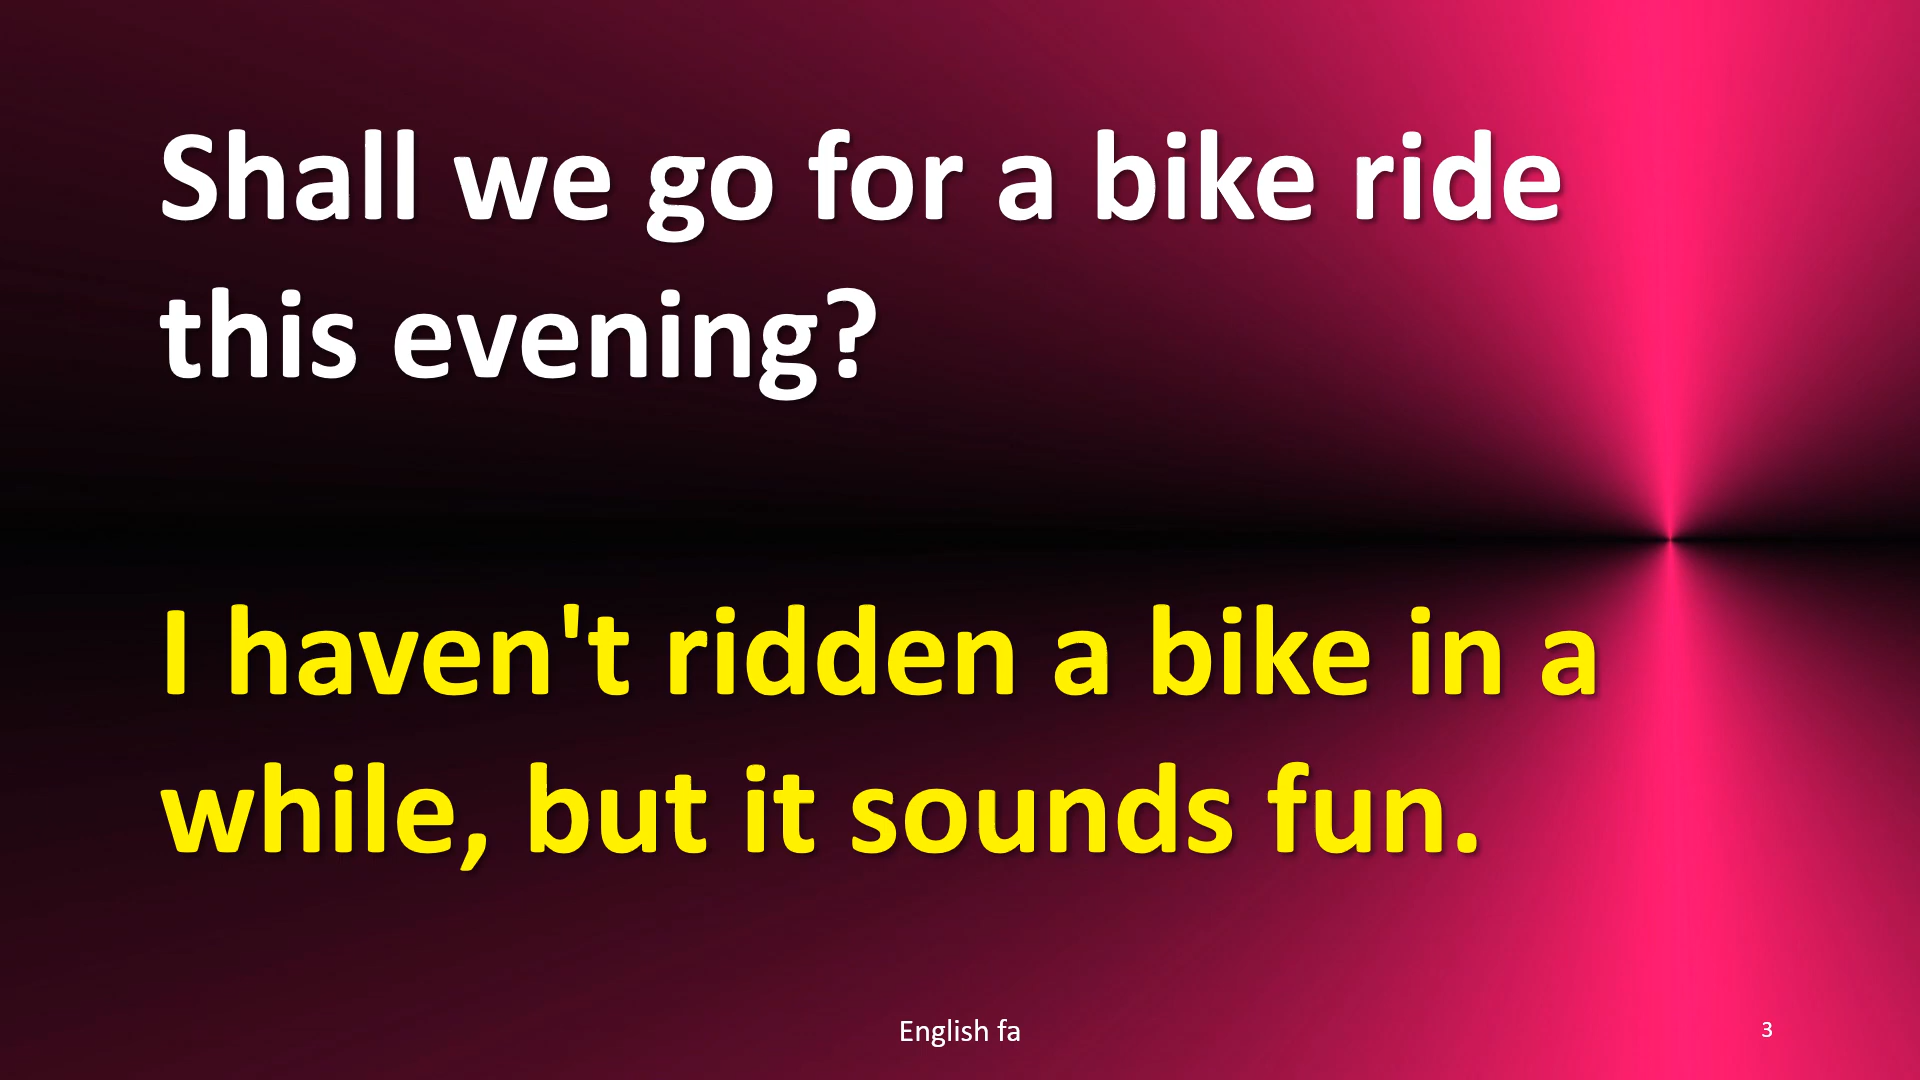 Shall we go for a bike ride
this evening?
I haven't ridden a bike in a
while, but it sounds fun.
English fa
3